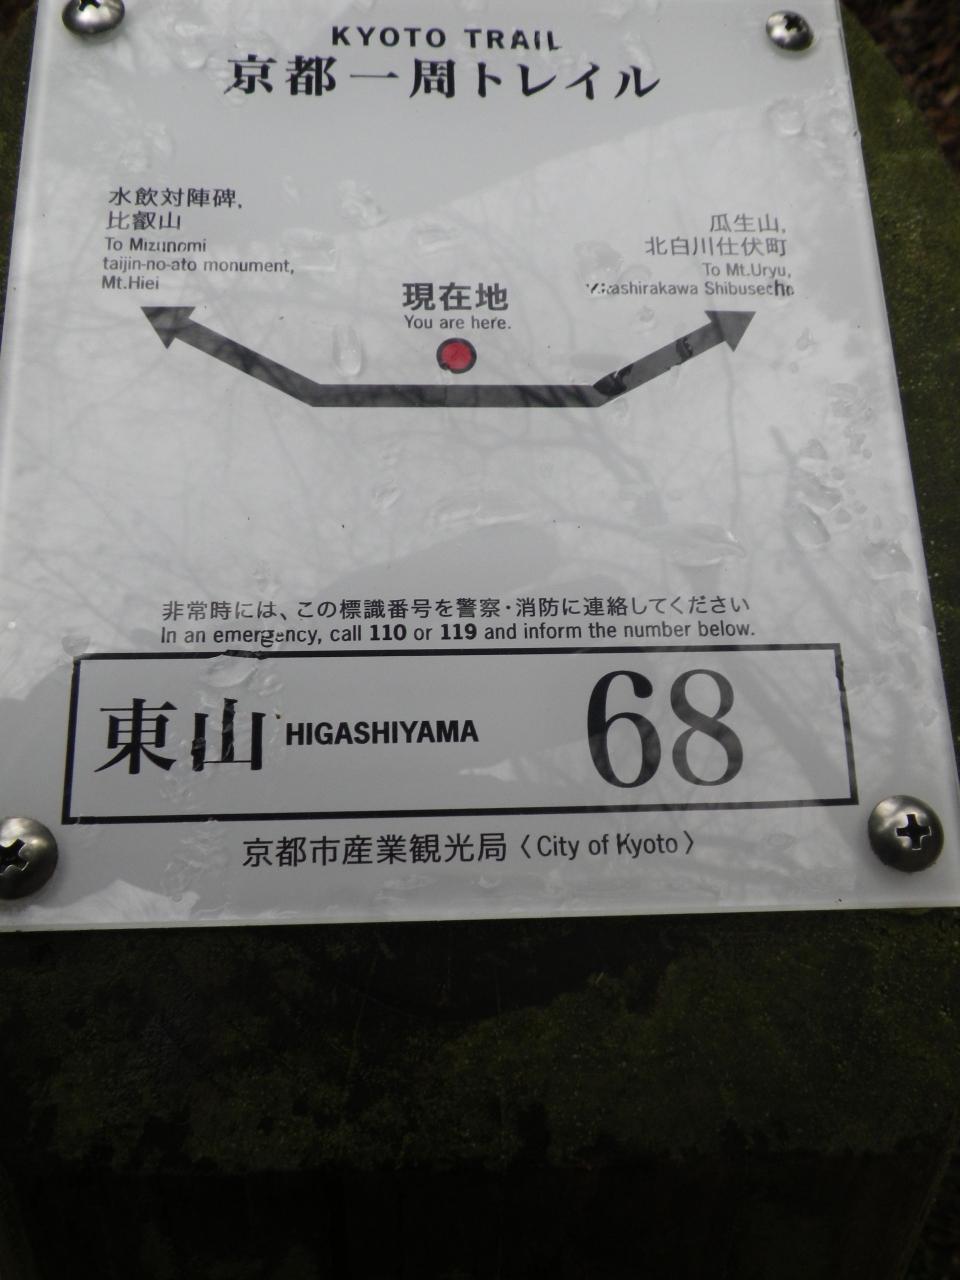 KYOTO TRAIL
京都一周トレイル
水飲対陣碑,
比叡山
To Mizunomi
taijin-no-ato monument,
Mt.Hiei
瓜生山,
北白川仕伏町
To Mt.Uryu,
Kitashirakawa Shibusecho
現在地
You are here.
非常時には、この標識番号を警察・消防に連絡してください
In an emergency, call 110 or 119 and inform the number below.
東山 HIGASHIYAMA 68
京都市産業観光局〈City of Kyoto〉